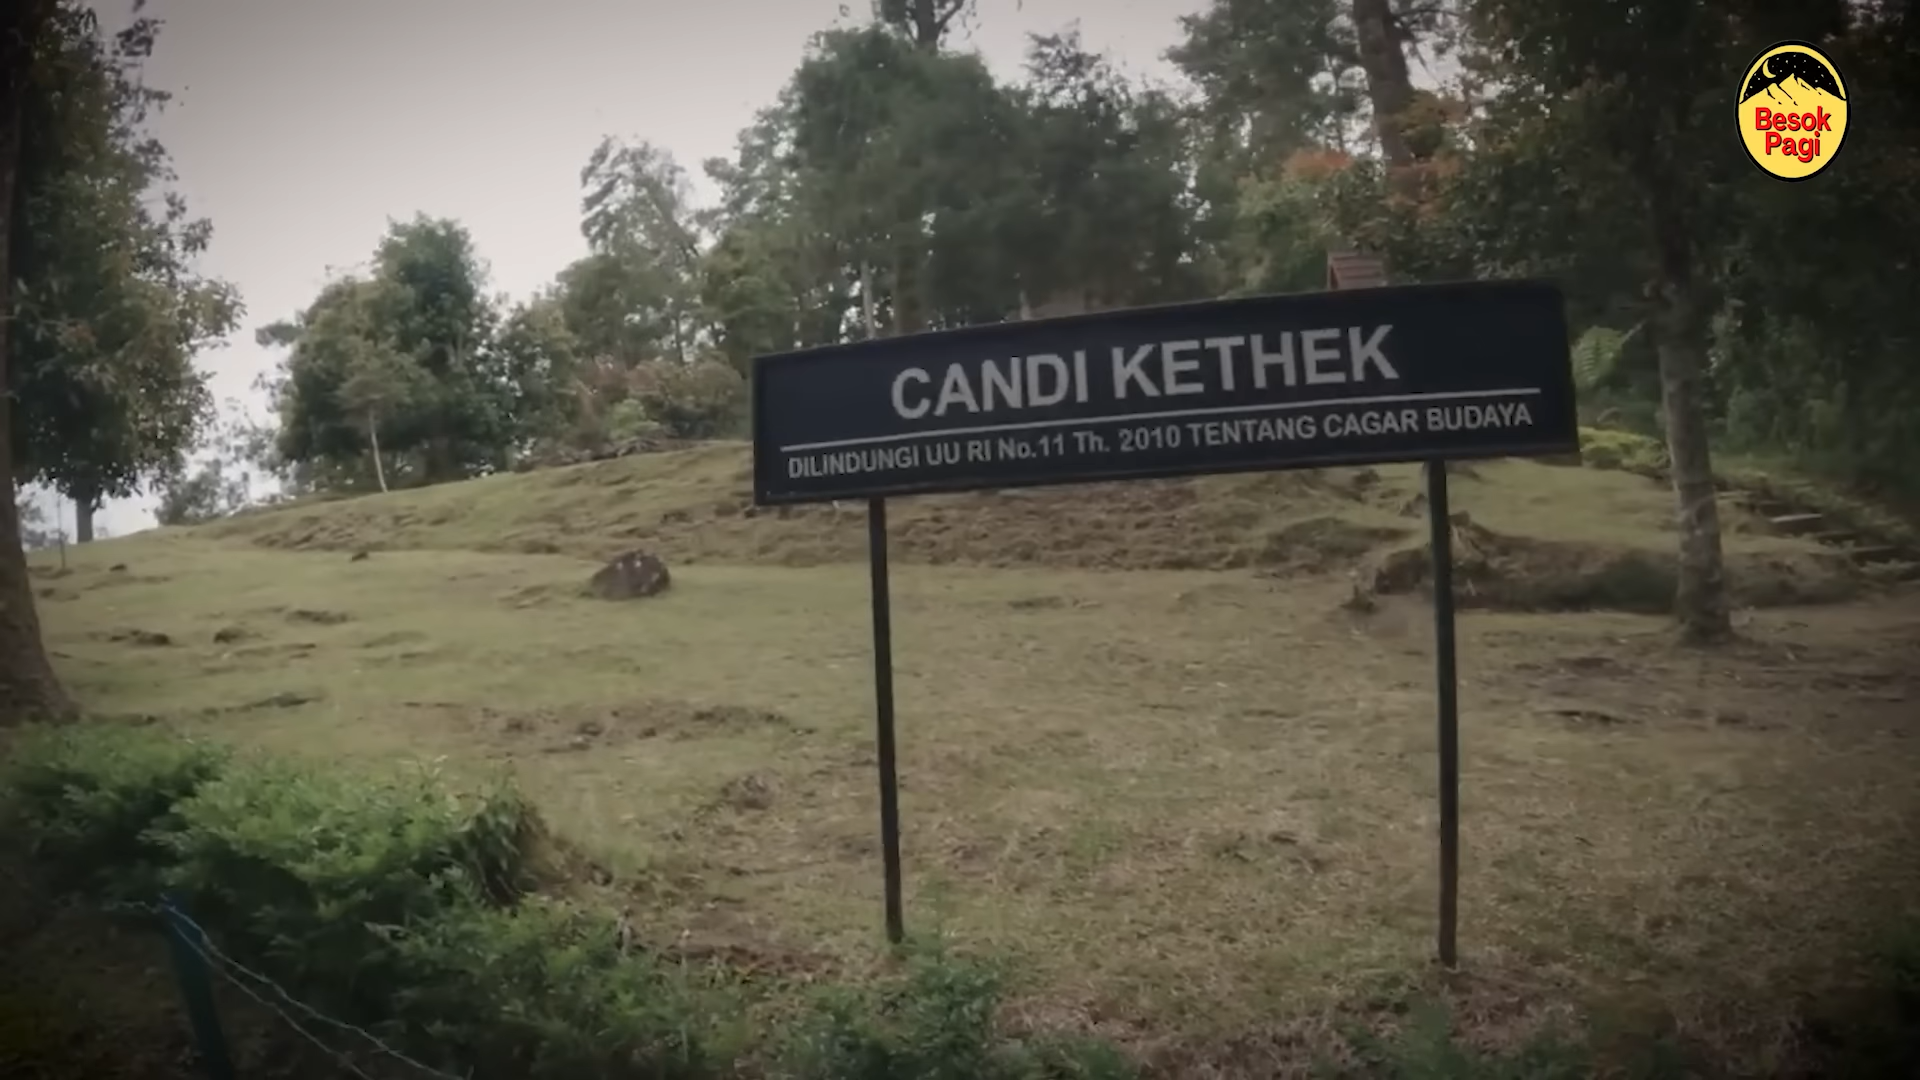 Besok
Pagi
CANDI KETHEK
DILINDUNGI UU RI No.11 Th. 2010 TENTANG CAGAR BUDAYA